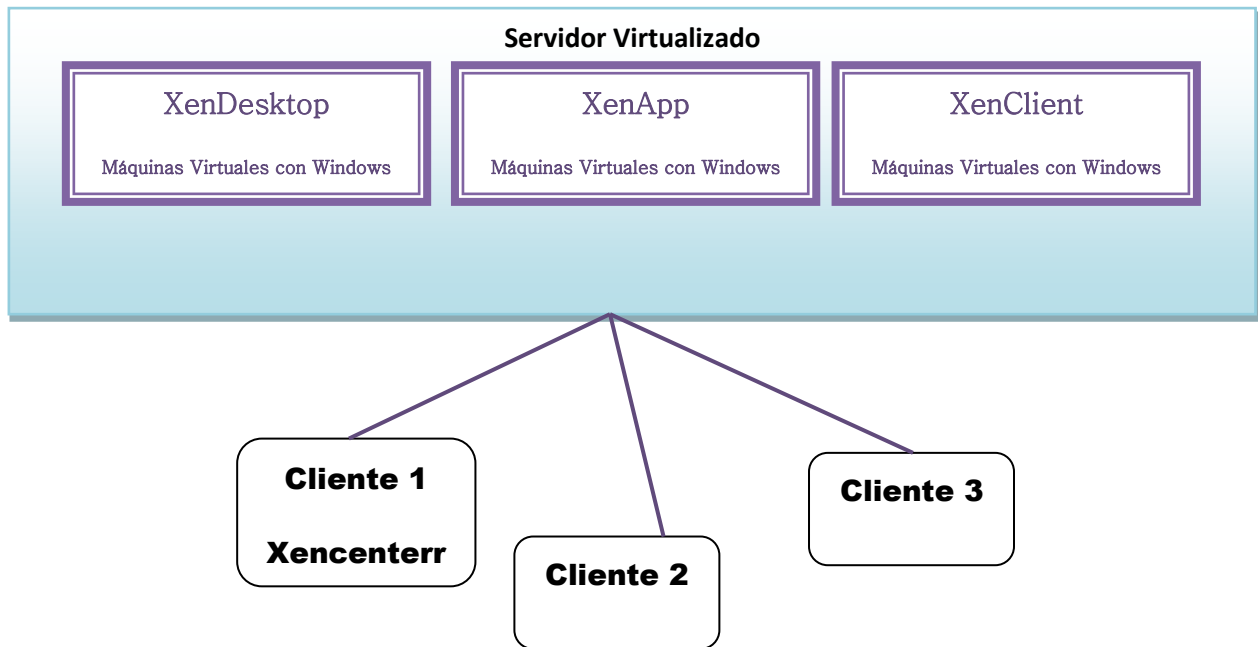 Servidor Virtualizado
XenDesktop
Máquinas Virtuales con Windows
XenApp
Máquinas Virtuales con Windows
XenClient
Máquinas Virtuales con Windows
Cliente 1
Xencenterr
Cliente 2
Cliente 3